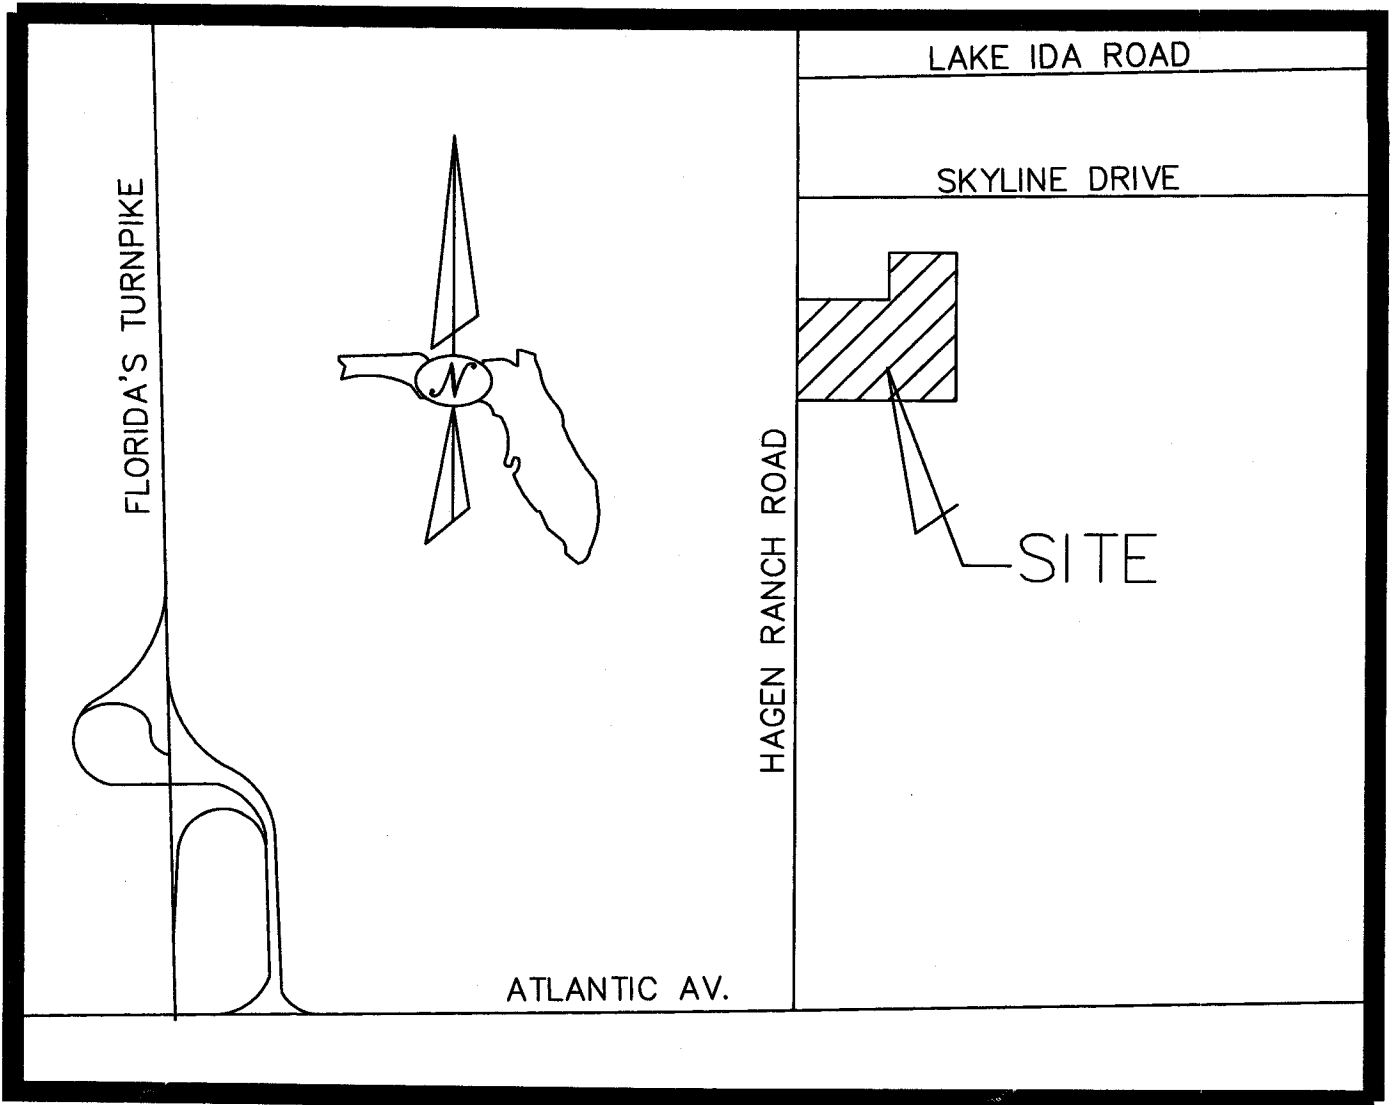 LAKE IDA ROAD
SKYLINE DRIVE
FLORIDA'S TURNPIKE
N
HAGEN RANCH ROAD
SITE
ATLANTIC AV.